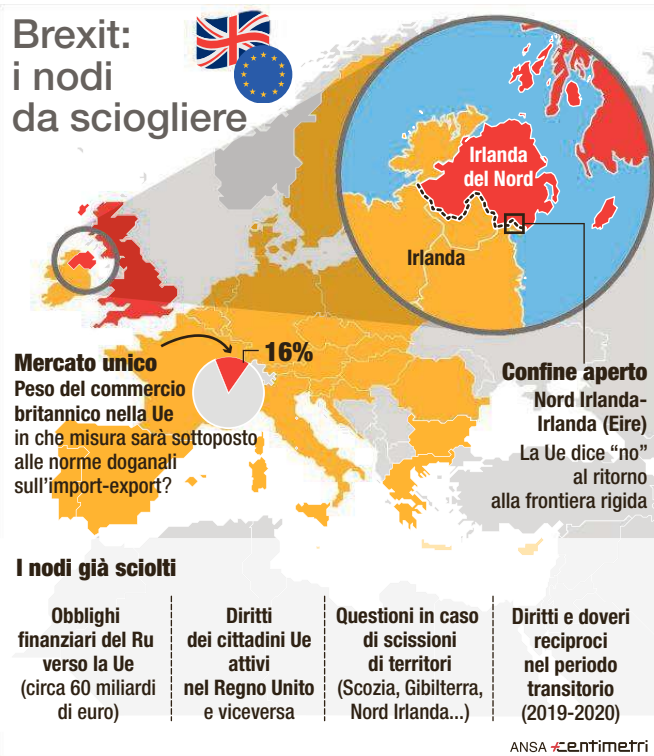 Brexit:
i nodi
da sciogliere
Irlanda
del Nord
Irlanda
16%
Mercato unico
Peso del commercio
britannico nella Ue
in che misura sarà sottoposto
alle norme doganali
sull'import-export?
Confine aperto
Nord Irlanda-
Irlanda (Eire)
La Ue dice “no”
al ritorno
alla frontiera rigida
I nodi già sciolti
Obblighi
finanziari del Ru
verso la Ue
(circa 60 miliardi
di euro)
Diritti
dei cittadini Ue
attivi
nel Regno Unito
e viceversa
Questioni in caso
di scissioni
di territori
(Scozia, Gibilterra,
Nord Irlanda...)
Diritti e doveri
reciproci
nel periodo
transitorio
(2019-2020)
ANSA centimetri